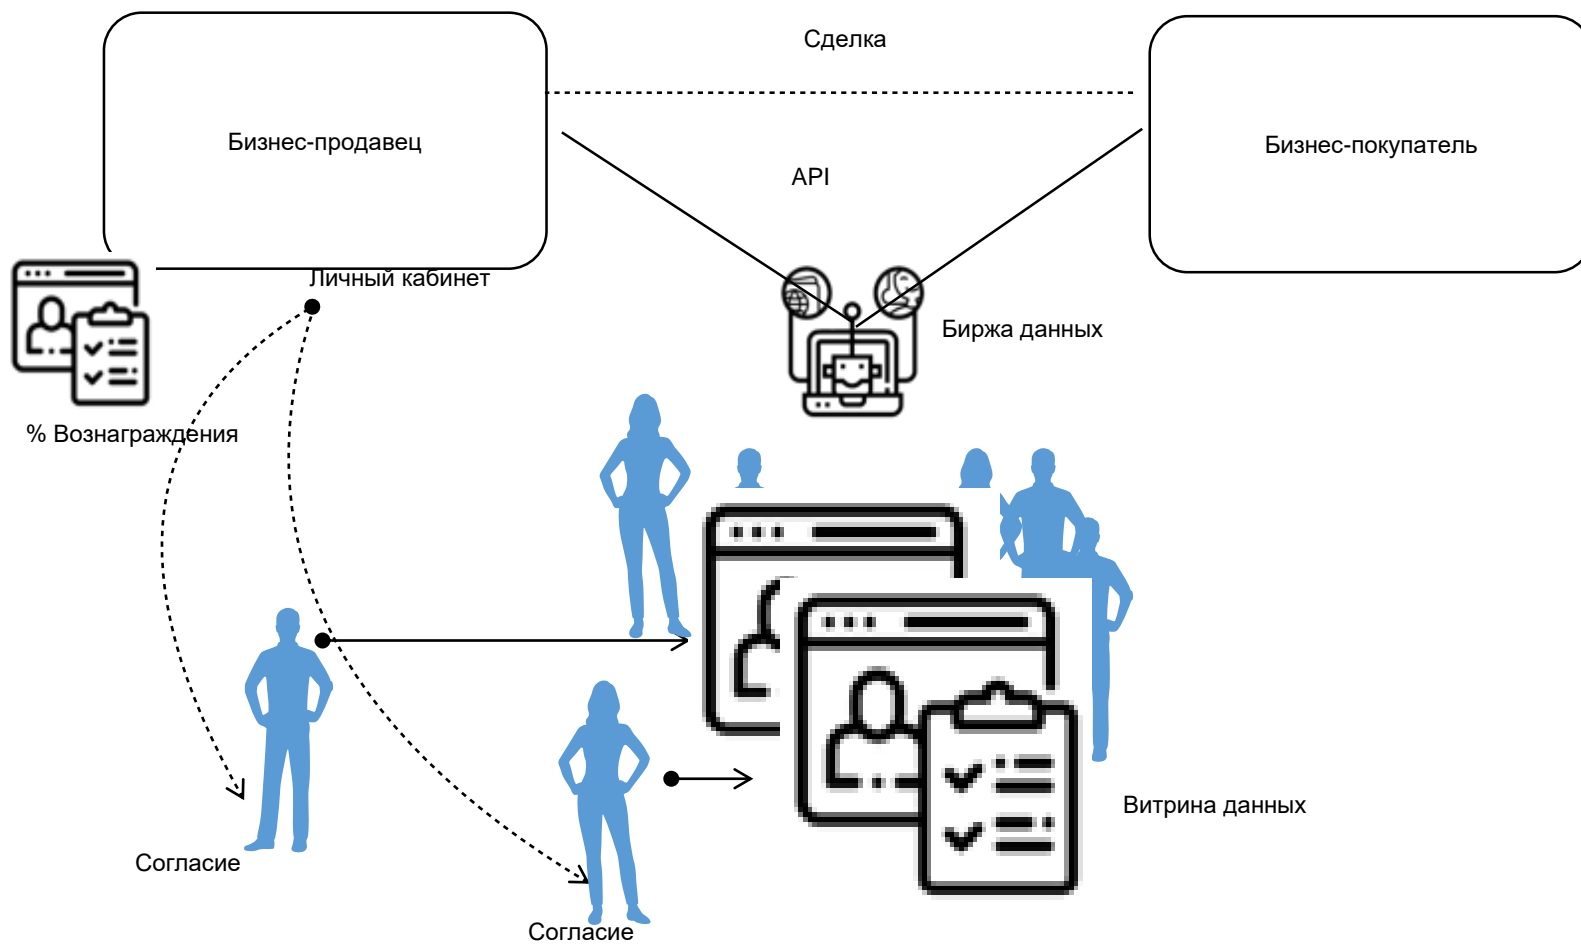 Сделка
Бизнес-продавец
Бизнес-покупатель
API
Личный кабинет
Биржа данных
% Вознаграждения
Витрина данных
Согласие
Согласие